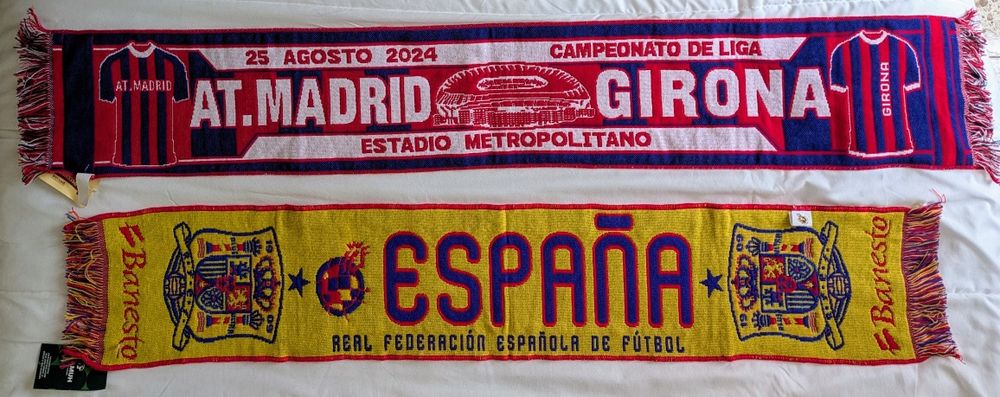 25 AGOSTO 2024
CAMPEONATO DE LIGA
AT. MADRID
AT. MADRID
GIRONA
GIRONA
ESTADIO METROPOLITANO
Banesto
ESPAÑA
Banesto
REAL FEDERACIÓN ESPAÑOLA DE FÚTBOL